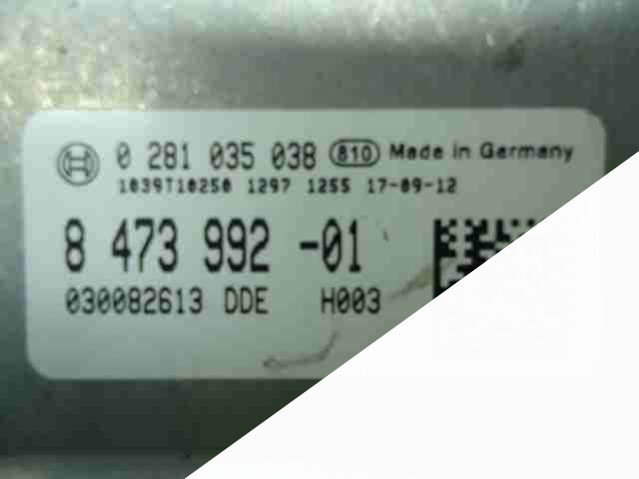 0 281 035 038 810 Made in Germany
1039T10250 1297 1255 17-09-12
8 473 992 -01
030082613 DDE H003